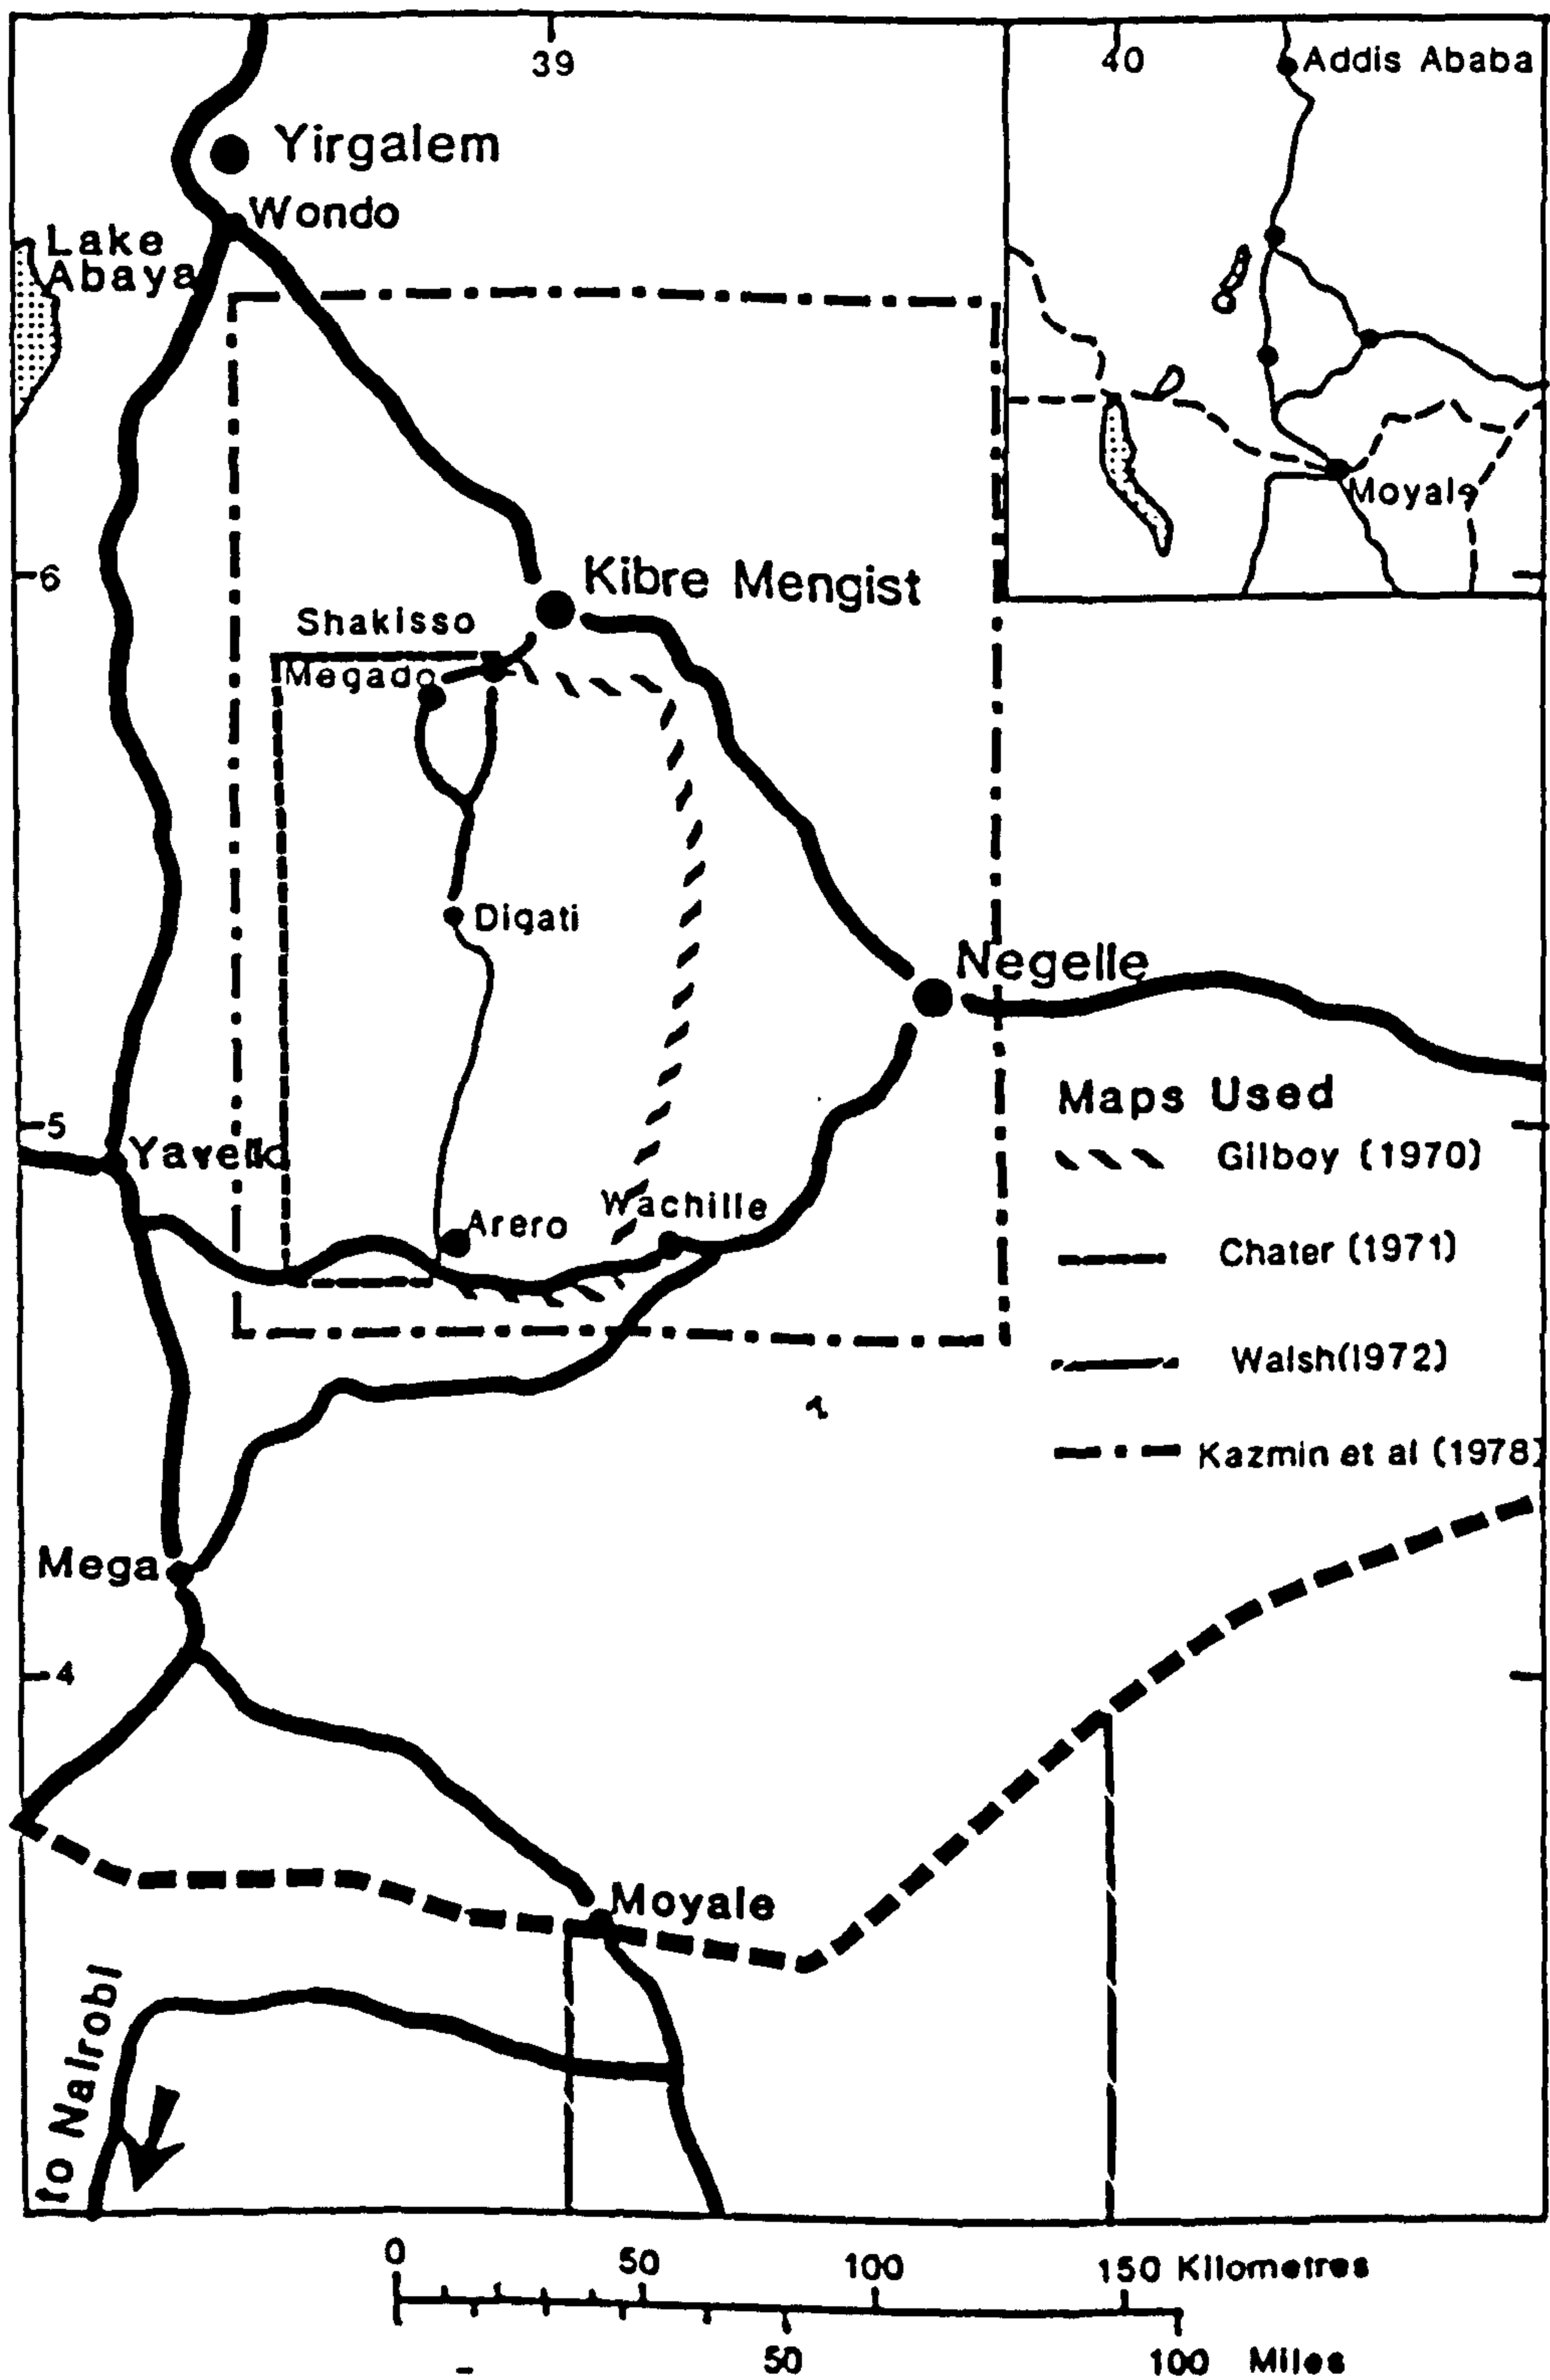 39
40
Addis Ababa
Yirgalem
Wondo
Lake
Abaya
Moyale
6
Kibre Mengist
Shakisso
Megado
Digati
Negelle
Maps Used
5
Yavello
Gilboy (1970)
Wachille
Arero
Chater (1971)
Walsh(1972)
Kazmin et al (1978)
Mega
4
Moyale
to Nairobi
0 50 100 150 Kilometres
50 100 Miles